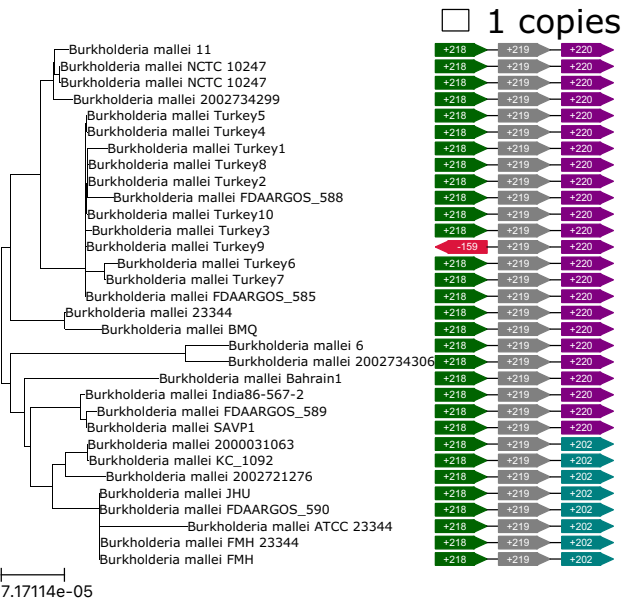 1 copies
Burkholderia mallei 11 +218 +219 +220
Burkholderia mallei NCTC 10247 +218 +219 +220
Burkholderia mallei NCTC 10247 +218 +219 +220
Burkholderia mallei 2002734299 +218 +219 +220
Burkholderia mallei Turkey5 +218 +219 +220
Burkholderia mallei Turkey4 +218 +219 +220
Burkholderia mallei Turkey1 +218 +219 +220
Burkholderia mallei Turkey8 +218 +219 +220
Burkholderia mallei Turkey2 +218 +219 +220
Burkholderia mallei FDAARGOS_588 +218 +219 +220
Burkholderia mallei Turkey10 +218 +219 +220
Burkholderia mallei Turkey3 +218 +219 +220
Burkholderia mallei Turkey9 -159 +219 +220
Burkholderia mallei Turkey6 +218 +219 +220
Burkholderia mallei Turkey7 +218 +219 +220
Burkholderia mallei FDAARGOS_585 +218 +219 +220
Burkholderia mallei 23344 +218 +219 +220
Burkholderia mallei BMQ +218 +219 +220
Burkholderia mallei 6 +218 +219 +220
Burkholderia mallei 2002734306 +218 +219 +220
Burkholderia mallei Bahrain1 +218 +219 +220
Burkholderia mallei India86-567-2 +218 +219 +220
Burkholderia mallei FDAARGOS_589 +218 +219 +220
Burkholderia mallei SAVP1 +218 +219 +220
Burkholderia mallei 2000031063 +218 +219 +202
Burkholderia mallei KC_1092 +218 +219 +202
Burkholderia mallei 2002721276 +218 +219 +202
Burkholderia mallei JHU +218 +219 +202
Burkholderia mallei FDAARGOS_590 +218 +219 +202
Burkholderia mallei ATCC 23344 +218 +219 +202
Burkholderia mallei FMH 23344 +218 +219 +202
Burkholderia mallei FMH +218 +219 +202
7.17114e-05